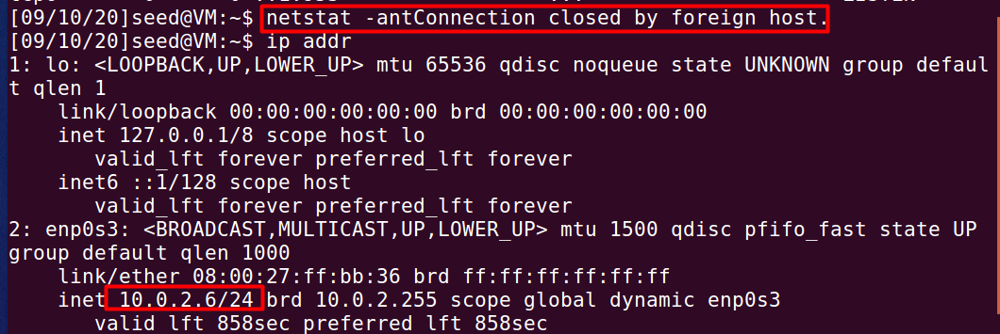 [09/10/20]seed@VM:~$ netstat -antConnection closed by foreign host.
[09/10/20]seed@VM:~$ ip addr
1: lo: <LOOPBACK,UP,LOWER_UP> mtu 65536 qdisc noqueue state UNKNOWN group defaul
t qlen 1
    link/loopback 00:00:00:00:00:00 brd 00:00:00:00:00:00
    inet 127.0.0.1/8 scope host lo
       valid_lft forever preferred_lft forever
    inet6 ::1/128 scope host
       valid_lft forever preferred_lft forever
2: enp0s3: <BROADCAST,MULTICAST,UP,LOWER_UP> mtu 1500 qdisc pfifo_fast state UP
group default qlen 1000
    link/ether 08:00:27:ff:bb:36 brd ff:ff:ff:ff:ff:ff
    inet 10.0.2.6/24 brd 10.0.2.255 scope global dynamic enp0s3
       valid_lft 858sec preferred_lft 858sec